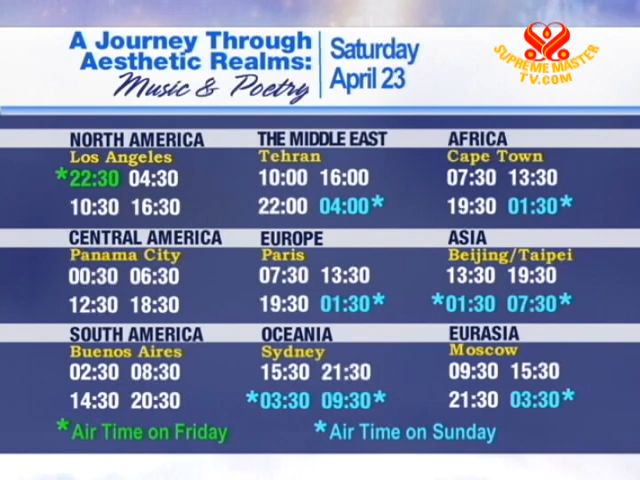 A Journey Through
Aesthetic Realms:
Music & Poetry
Saturday
April 23
SUPREME MASTER
TV.COM
NORTH AMERICA
Los Angeles
*22:30 04:30
10:30 16:30
THE MIDDLE EAST
Tehran
10:00 16:00
22:00 04:00*
AFRICA
Cape Town
07:30 13:30
19:30 01:30*
CENTRAL AMERICA
Panama City
00:30 06:30
12:30 18:30
EUROPE
Paris
07:30 13:30
19:30 01:30*
ASIA
Beijing/Taipei
13:30 19:30
*01:30 07:30*
SOUTH AMERICA
Buenos Aires
02:30 08:30
14:30 20:30
OCEANIA
Sydney
15:30 21:30
*03:30 09:30*
EURASIA
Moscow
09:30 15:30
21:30 03:30*
*Air Time on Friday
*Air Time on Sunday